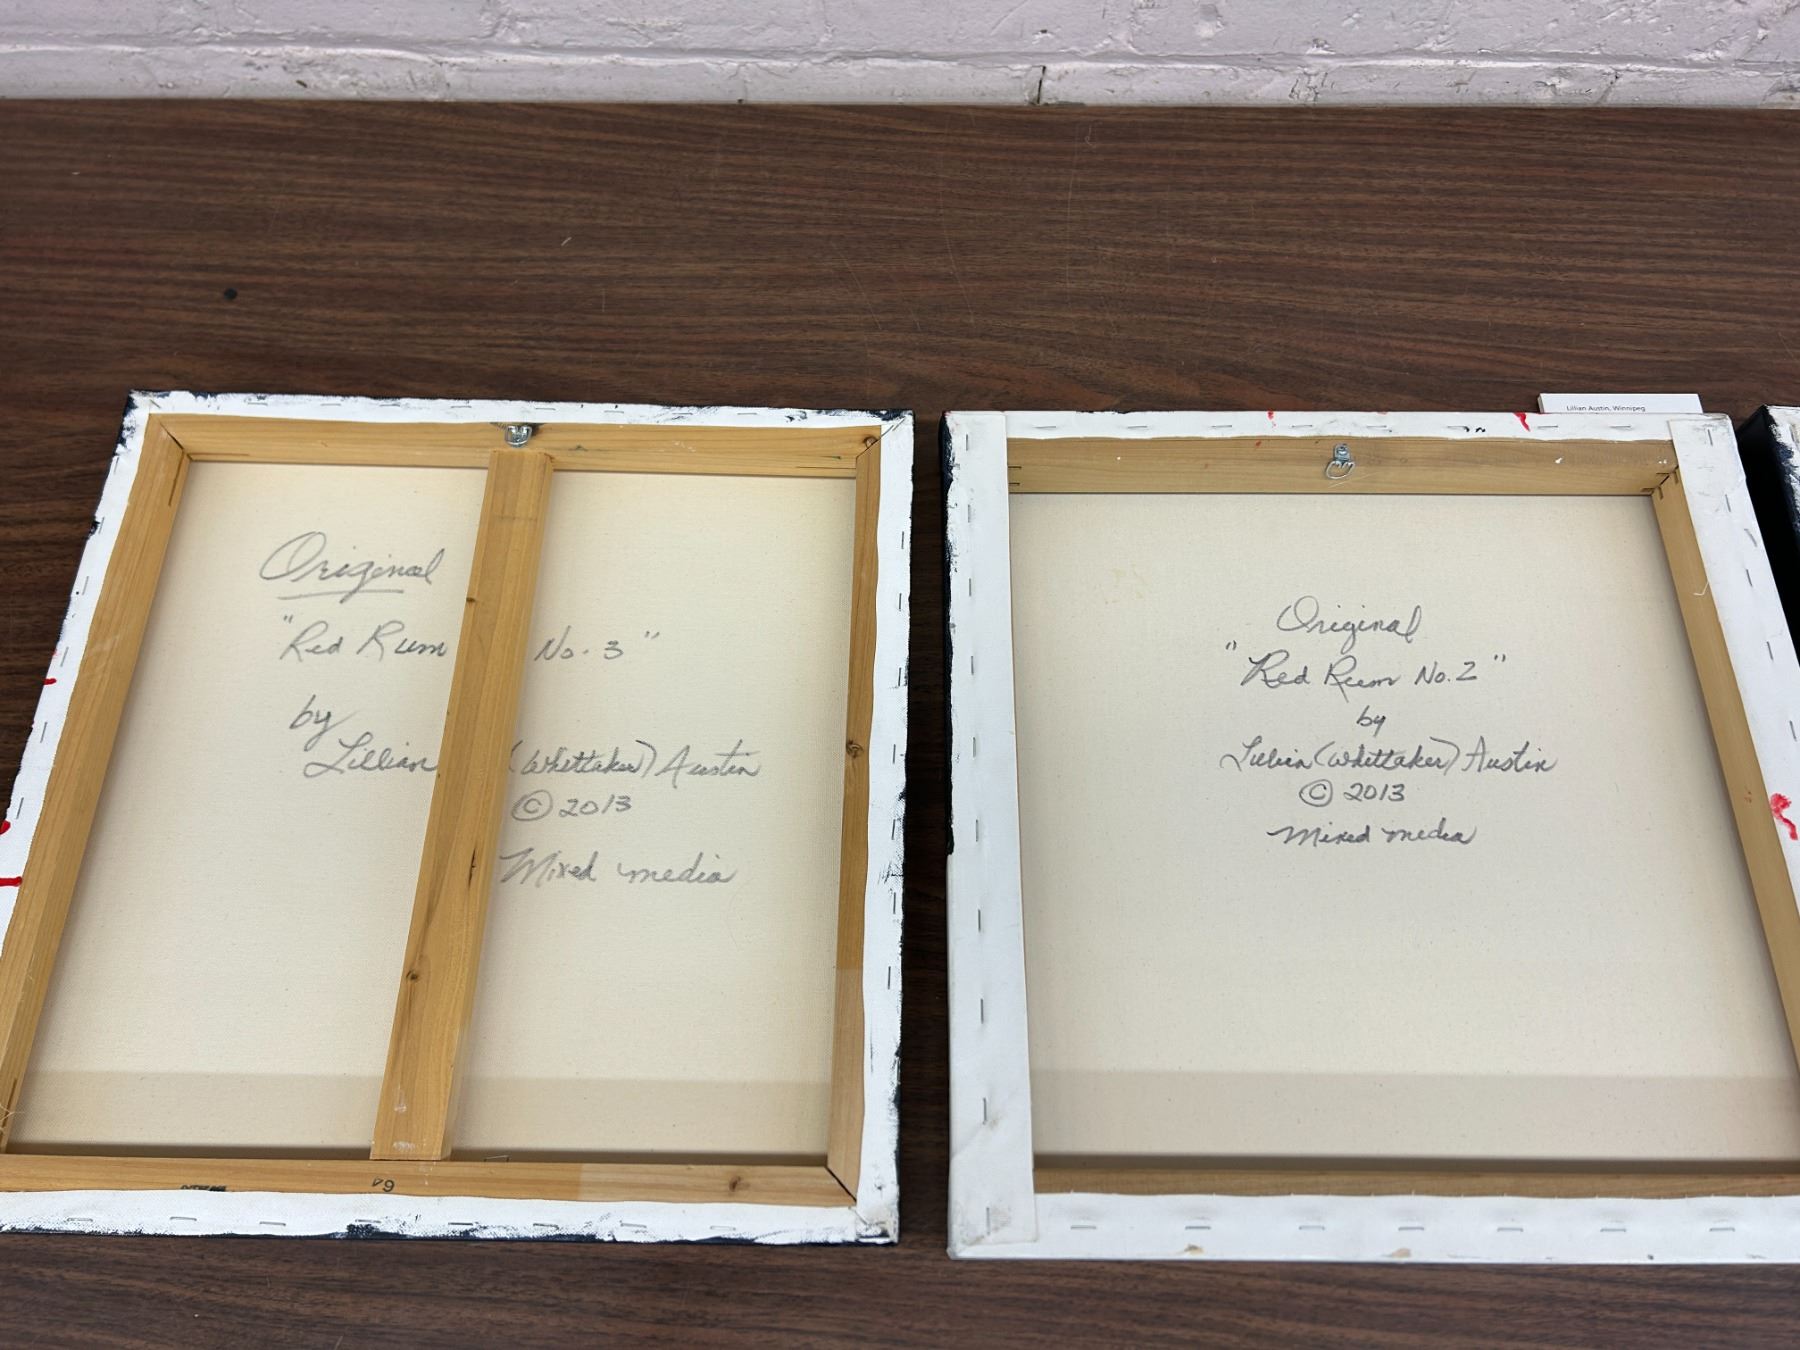 Original
"Red Rum No. 3"
by
Lillian (Whittaker) Austin
© 2013
Mixed media
Lillian Austin, Winnipeg
Original
"Red Rum No. 2"
by
Lillian (Whittaker) Austin
© 2013
Mixed media